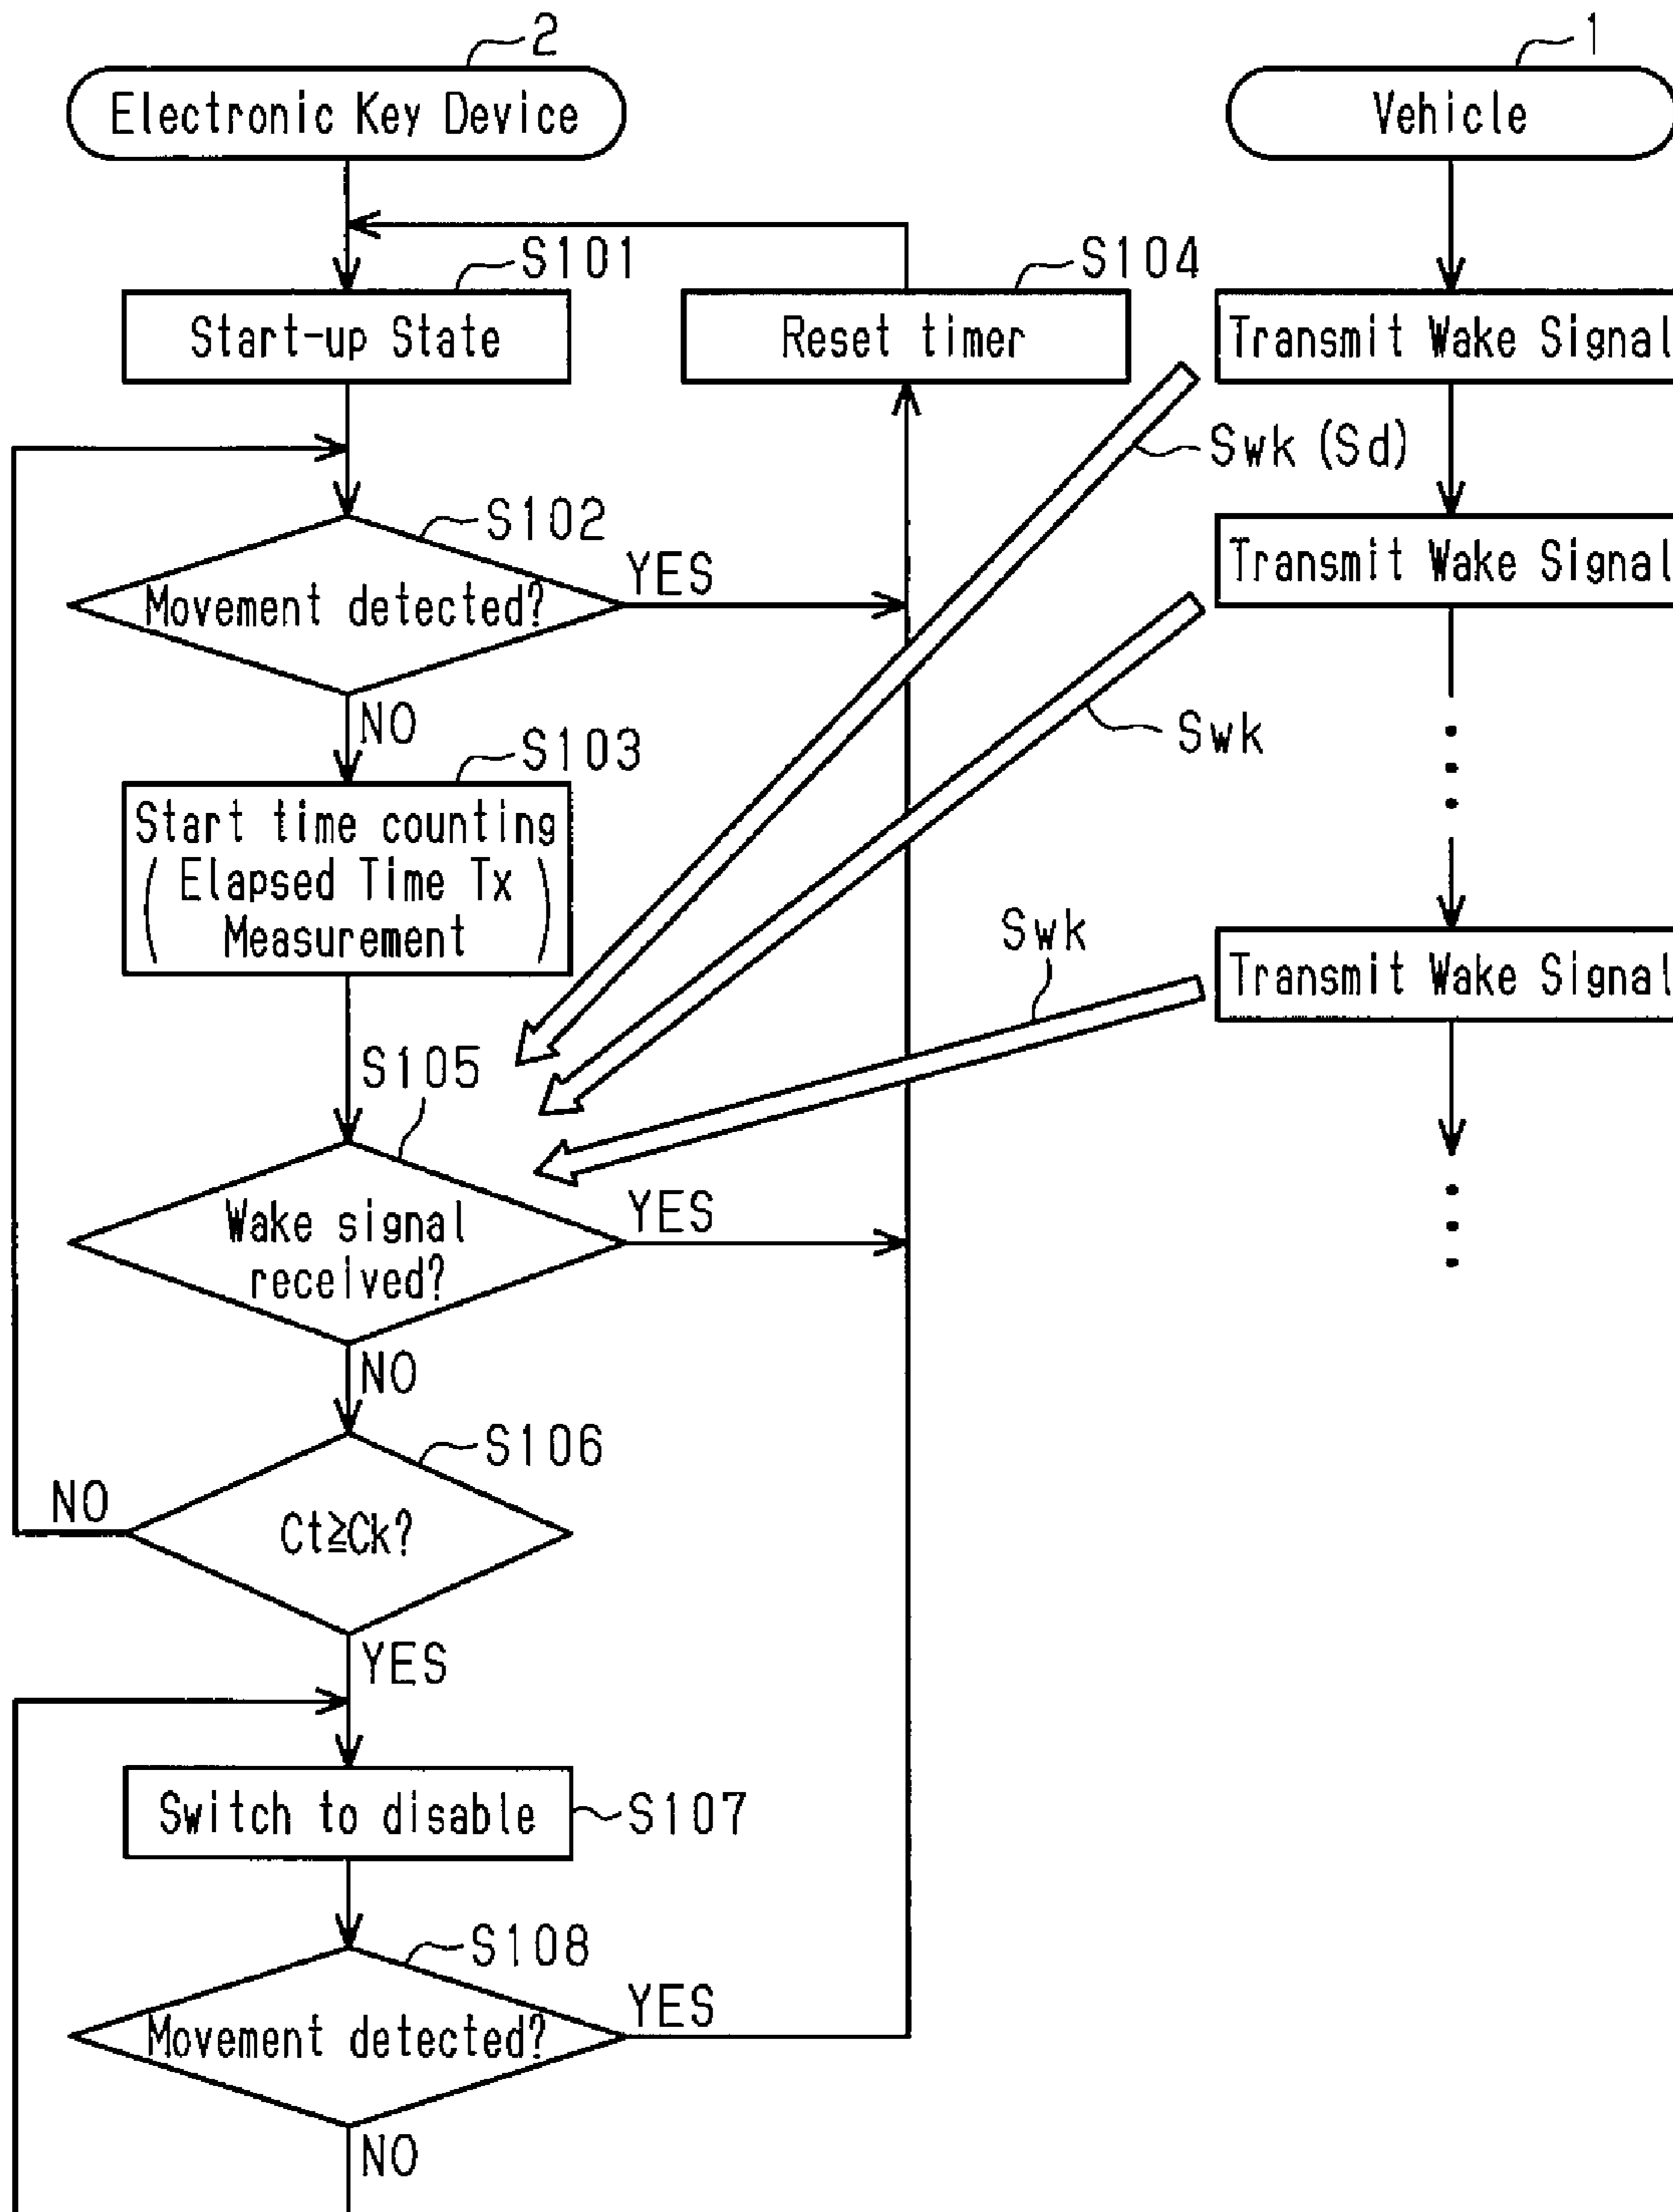 2
1
Electronic Key Device
Vehicle
S101
S104
Start-up State
Reset timer
Transmit Wake Signal
Swk (Sd)
S102
Transmit Wake Signal
Movement detected?
YES
NO
Swk
S103
Start time counting
( Elapsed Time Tx
Measurement )
Swk
Transmit Wake Signal
S105
Wake signal
received?
YES
NO
S106
Ct≧Ck?
NO
YES
Switch to disable
S107
S108
Movement detected?
YES
NO